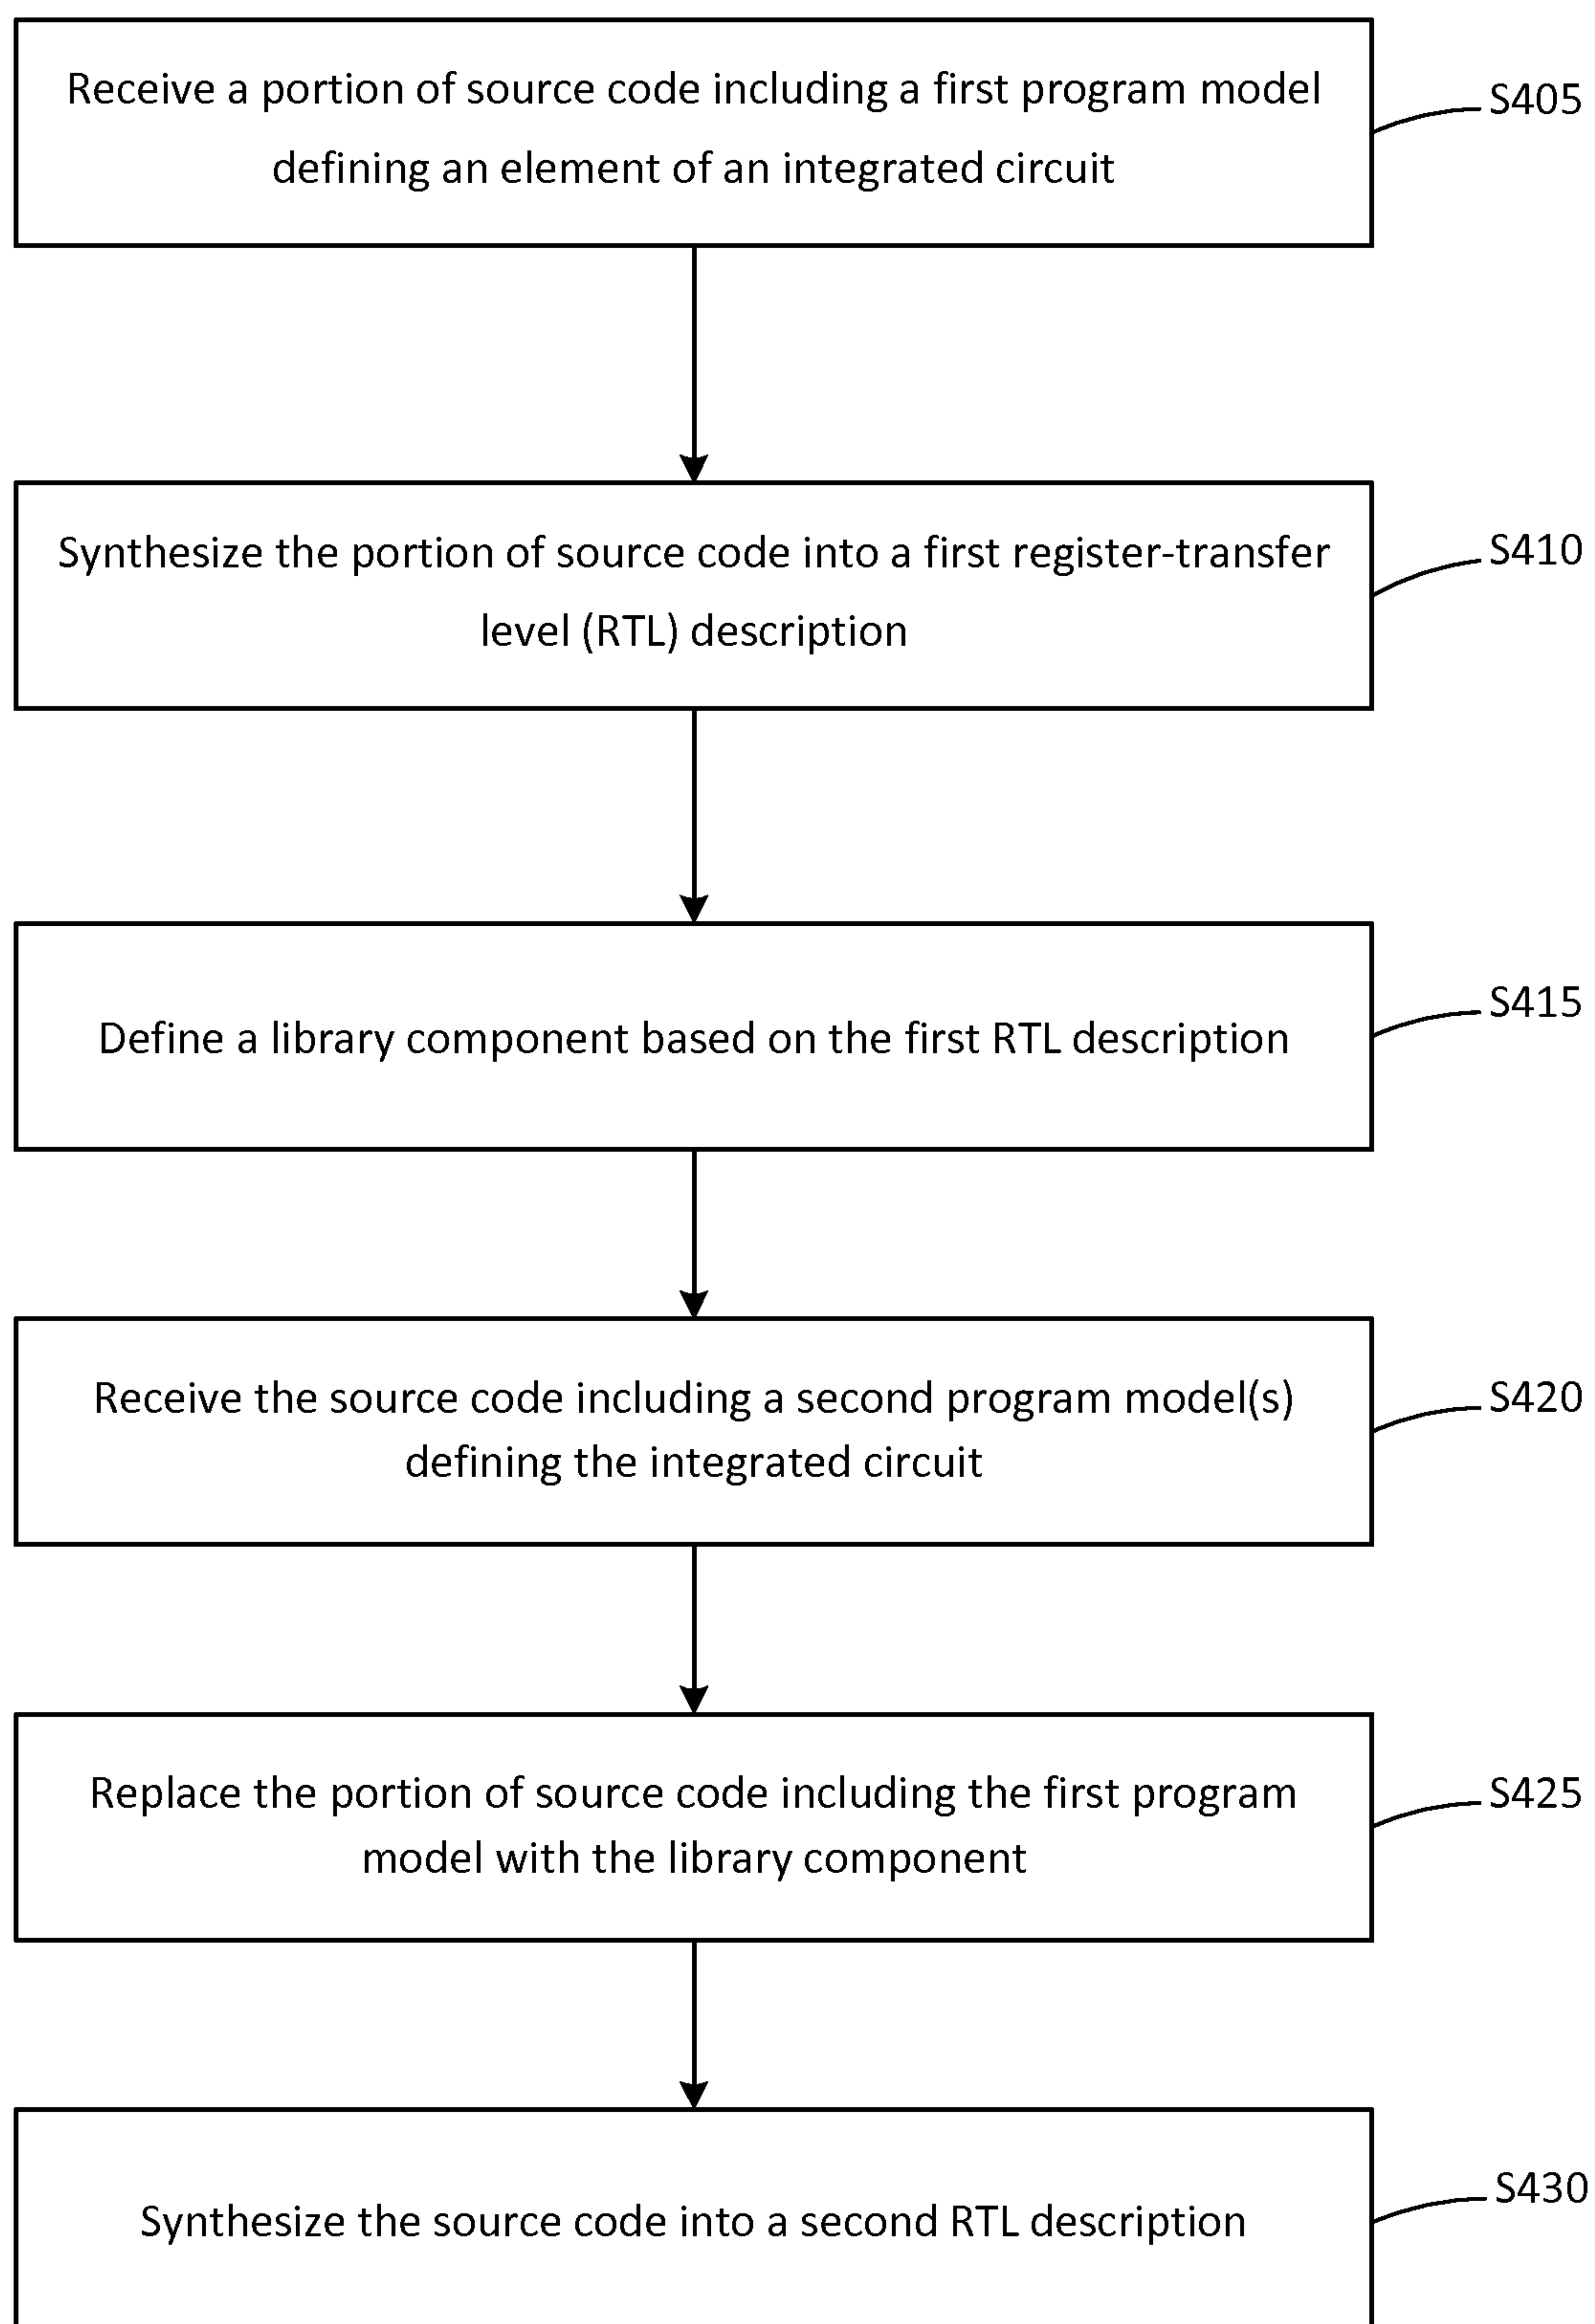 Receive a portion of source code including a first program model
defining an element of an integrated circuit
S405
Synthesize the portion of source code into a first register-transfer
level (RTL) description
S410
Define a library component based on the first RTL description
S415
Receive the source code including a second program model(s)
defining the integrated circuit
S420
Replace the portion of source code including the first program
model with the library component
S425
Synthesize the source code into a second RTL description
S430